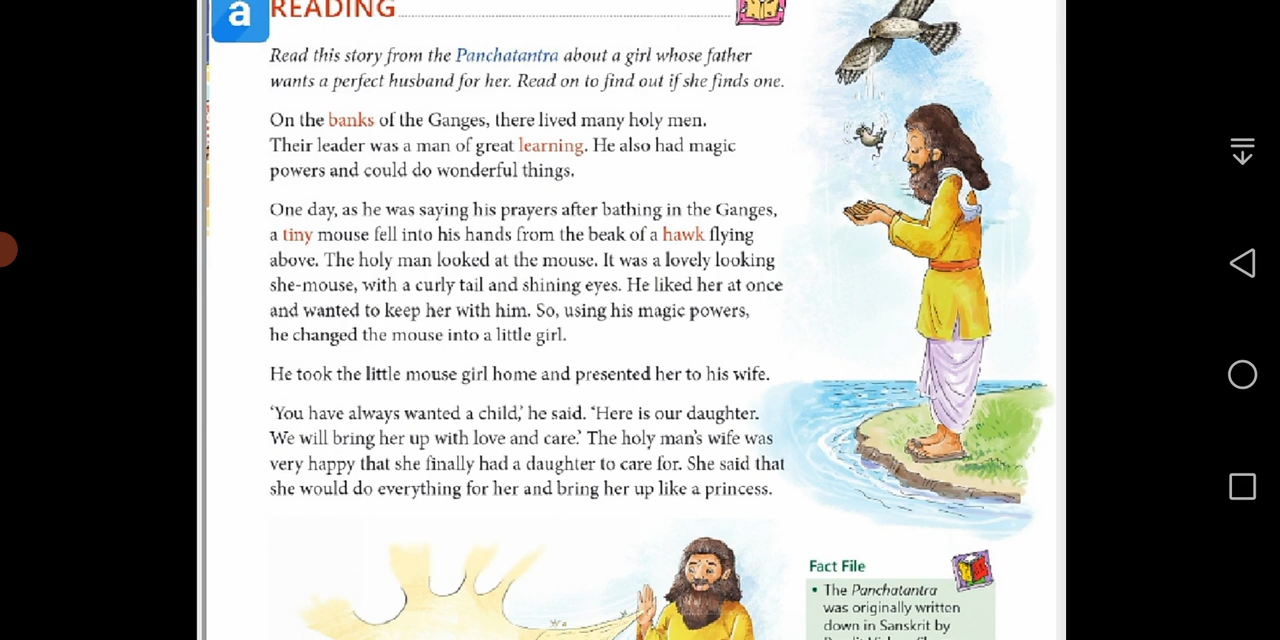 a
READING
Read this story from the Panchatantra about a girl whose father
wants a perfect husband for her. Read on to find out if she finds one.
On the banks of the Ganges, there lived many holy men.
Their leader was a man of great learning. He also had magic
powers and could do wonderful things.
One day, as he was saying his prayers after bathing in the Ganges,
a tiny mouse fell into his hands from the beak of a hawk flying
above. The holy man looked at the mouse. It was a lovely looking
she-mouse, with a curly tail and shining eyes. He liked her at once
and wanted to keep her with him. So, using his magic powers,
he changed the mouse into a little girl.
He took the little mouse girl home and presented her to his wife.
‘You have always wanted a child,’ he said. ‘Here is our daughter.
We will bring her up with love and care.’ The holy man’s wife was
very happy that she finally had a daughter to care for. She said that
she would do everything for her and bring her up like a princess.
Fact File
• The Panchatantra
was originally written
down in Sanskrit by